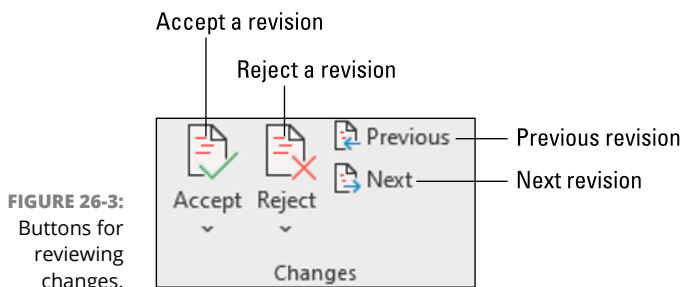 Accept a revision
Reject a revision
Previous
Previous revision
Next
Next revision
Accept
Reject
Changes
FIGURE 26-3:
Buttons for
reviewing
changes.